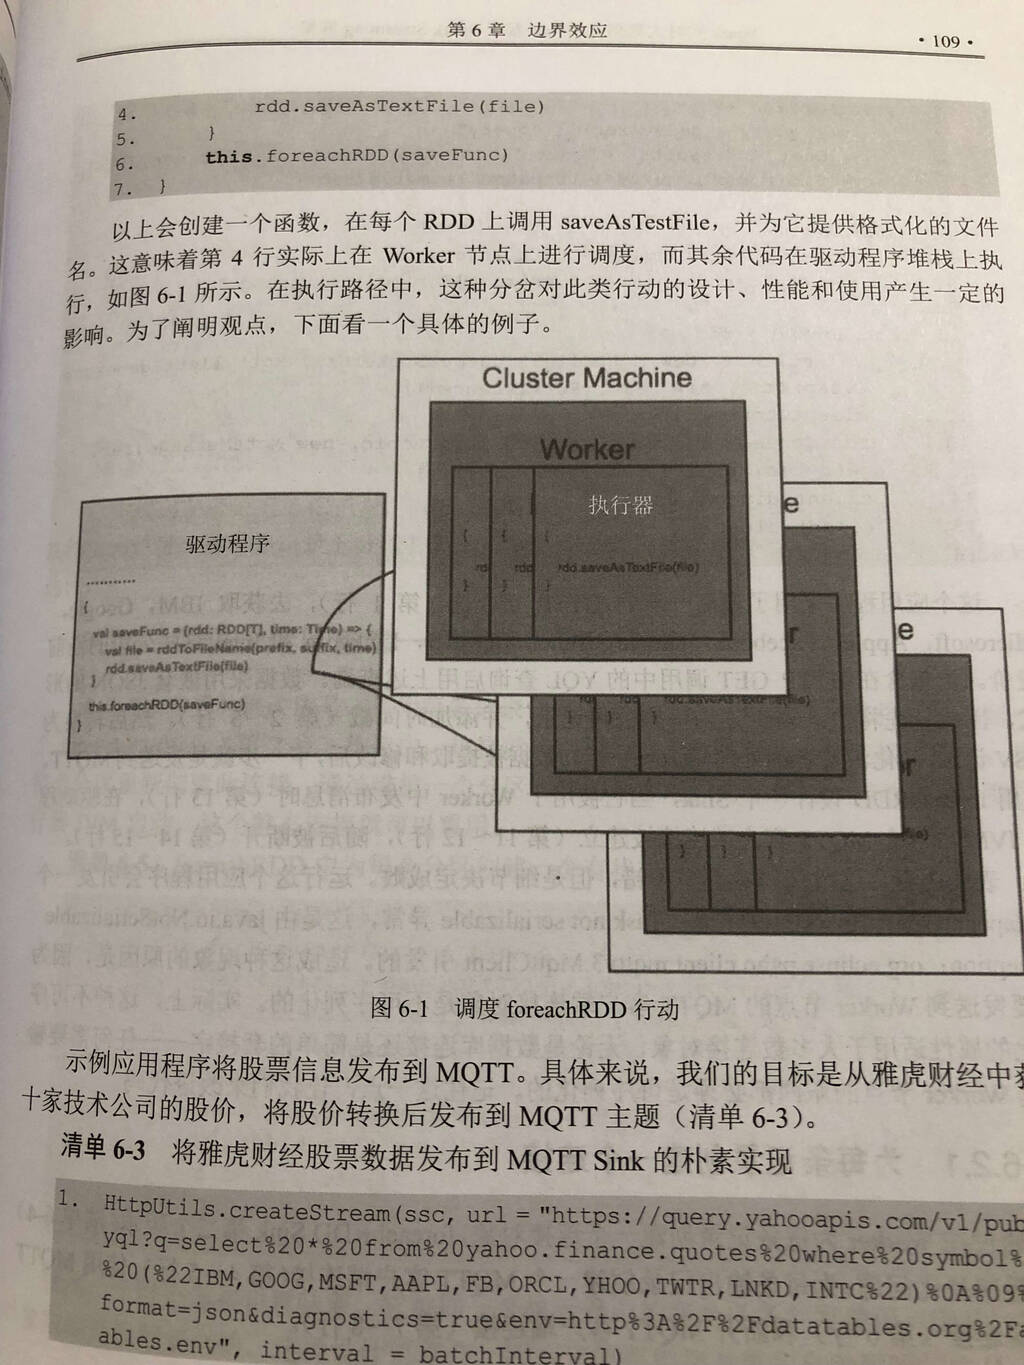 第 6 章 边界效应
• 109 •
4. rdd.saveAsTextFile(file)
5. }
6. this.foreachRDD(saveFunc)
7. }
以上会创建一个函数，在每个 RDD 上调用 saveAsTestFile，并为它提供格式化的文件
名。这意味着第 4 行实际上在 Worker 节点上进行调度，而其余代码在驱动程序堆栈上执
行，如图 6-1 所示。在执行路径中，这种分岔对此类行动的设计、性能和使用产生一定的
影响。为了阐明观点，下面看一个具体的例子。
Cluster Machine
Worker
执行器
{ { {
rdd rdd.saveAsTextFile(file)
} } }
e
r
e
r
驱动程序
...........
{
val saveFunc = (rdd: RDD[T], time: Time) => {
val file = rddToFileName(prefix, suffix, time)
rdd.saveAsTextFile(file)
}
this.foreachRDD(saveFunc)
}
图 6-1 调度 foreachRDD 行动
示例应用程序将股票信息发布到 MQTT。具体来说，我们的目标是从雅虎财经中获
十家技术公司的股价，将股价转换后发布到 MQTT 主题（清单 6-3）。
清单 6-3 将雅虎财经股票数据发布到 MQTT Sink 的朴素实现
1. HttpUtils.createStream(ssc, url = "https://query.yahooapis.com/v1/pub
yql?q=select%20*%20from%20yahoo.finance.quotes%20where%20symbol%
%20(%22IBM,GOOG,MSFT,AAPL,FB,ORCL,YHOO,TWTR,LNKD,INTC%22)%0A%09%
format=json&diagnostics=true&env=http%3A%2F%2Fdatatables.org%2Fa
ables.env", interval = batchInterval)